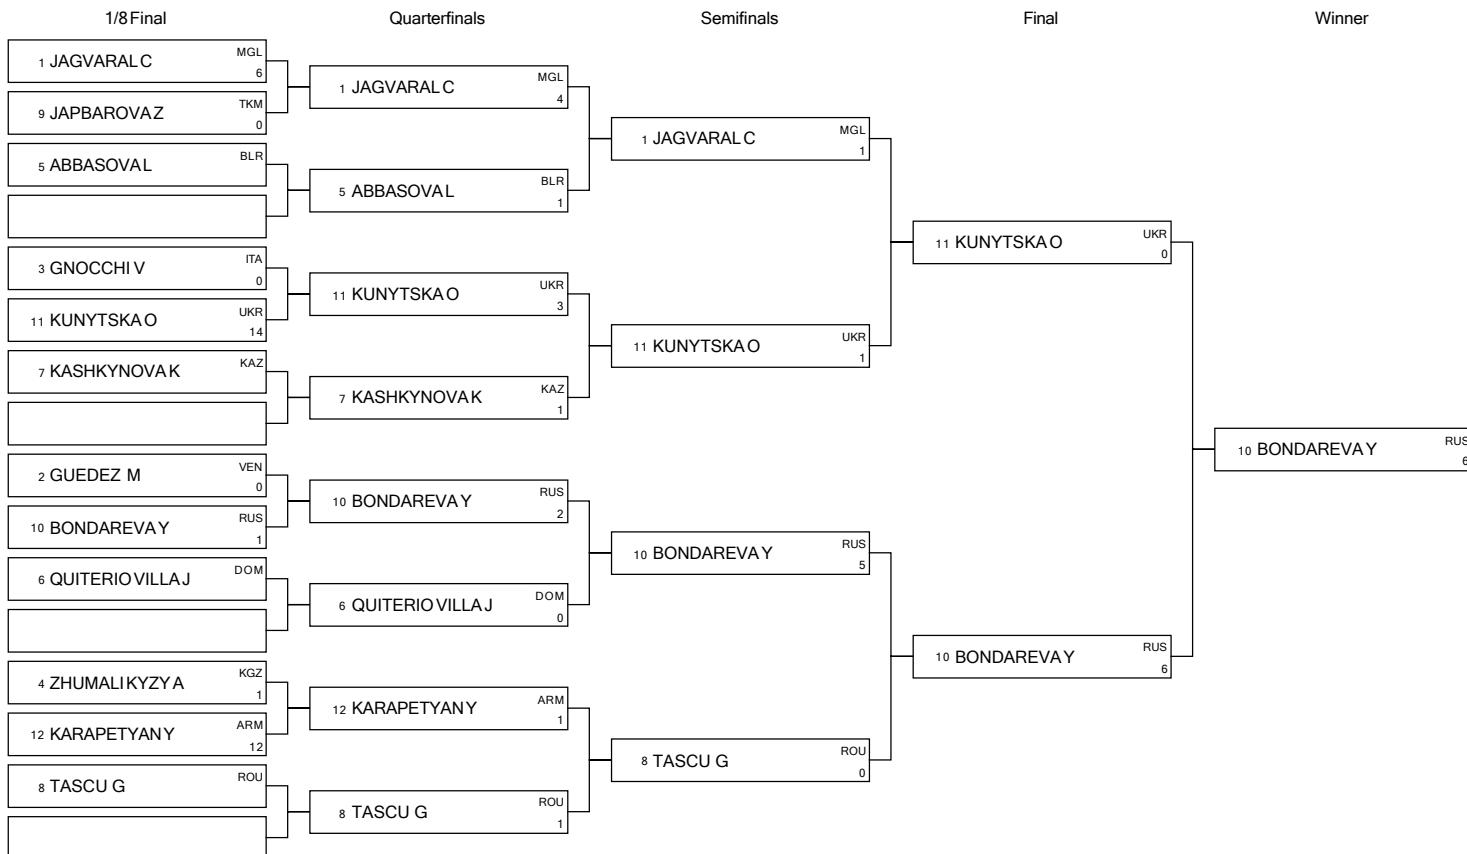 1/8 Final
Quarterfinals
Semifinals
Final
Winner
1 JAGVARAL C MGL 6
9 JAPBAROVA Z TKM 0
5 ABBASOVA L BLR
3 GNOCCHI V ITA 0
11 KUNYTSKA O UKR 14
7 KASHKYNOVA K KAZ
2 GUEDEZ M VEN 0
10 BONDAREVA Y RUS 1
6 QUITERIO VILLA J DOM
4 ZHUMALI KYZY A KGZ 1
12 KARAPETYAN Y ARM 12
8 TASCU G ROU
1 JAGVARAL C MGL 4
5 ABBASOVA L BLR 1
11 KUNYTSKA O UKR 3
7 KASHKYNOVA K KAZ 1
10 BONDAREVA Y RUS 2
6 QUITERIO VILLA J DOM 0
12 KARAPETYAN Y ARM 1
8 TASCU G ROU 1
1 JAGVARAL C MGL 1
11 KUNYTSKA O UKR 1
10 BONDAREVA Y RUS 5
8 TASCU G ROU 0
11 KUNYTSKA O UKR 0
10 BONDAREVA Y RUS 6
10 BONDAREVA Y RUS 6